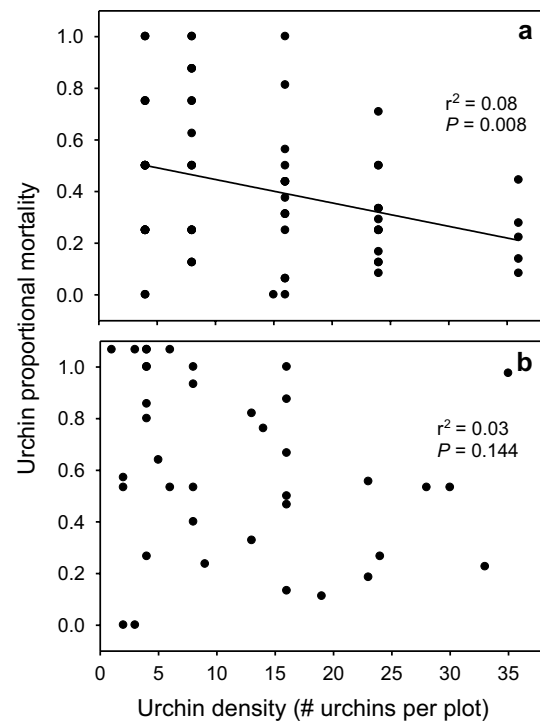 a
1.0
0.8
r² = 0.08
P = 0.008
0.6
0.4
0.2
0.0
b
1.0
0.8
r² = 0.03
P = 0.144
0.6
0.4
0.2
0.0
Urchin proportional mortality
0 5 10 15 20 25 30 35
Urchin density (# urchins per plot)